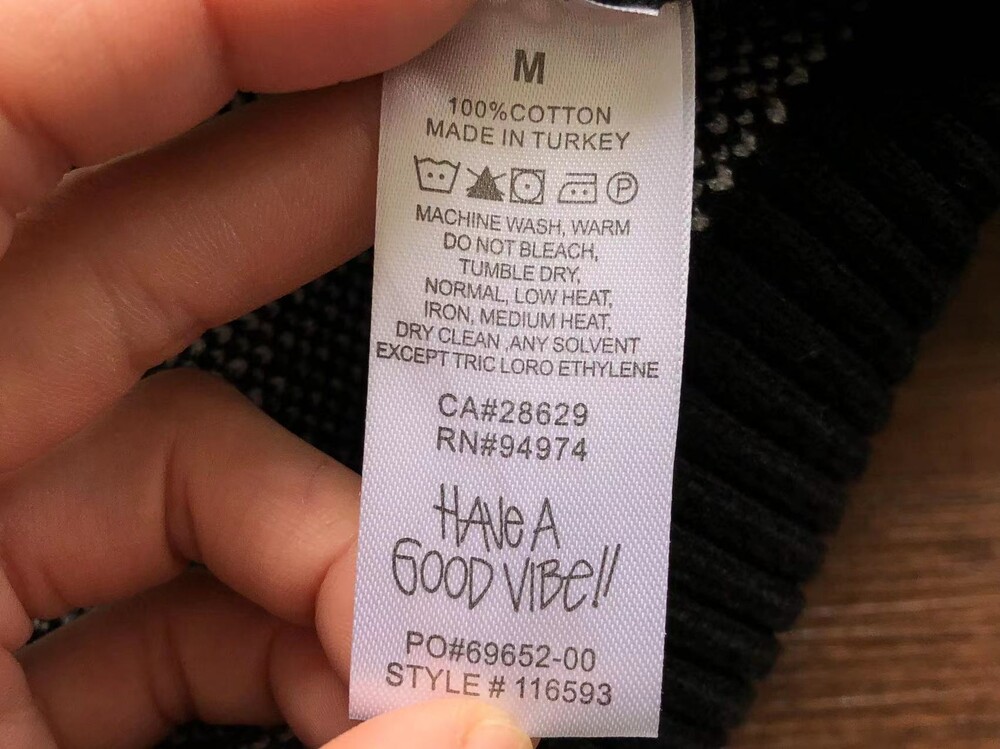 M
100%COTTON
MADE IN TURKEY
P
MACHINE WASH, WARM
DO NOT BLEACH,
TUMBLE DRY,
NORMAL, LOW HEAT,
IRON, MEDIUM HEAT,
DRY CLEAN ,ANY SOLVENT
EXCEPT TRIC LORO ETHYLENE
CA#28629
RN#94974
HAVe A
GOOD VIBe!!
PO#69652-00
STYLE # 116593